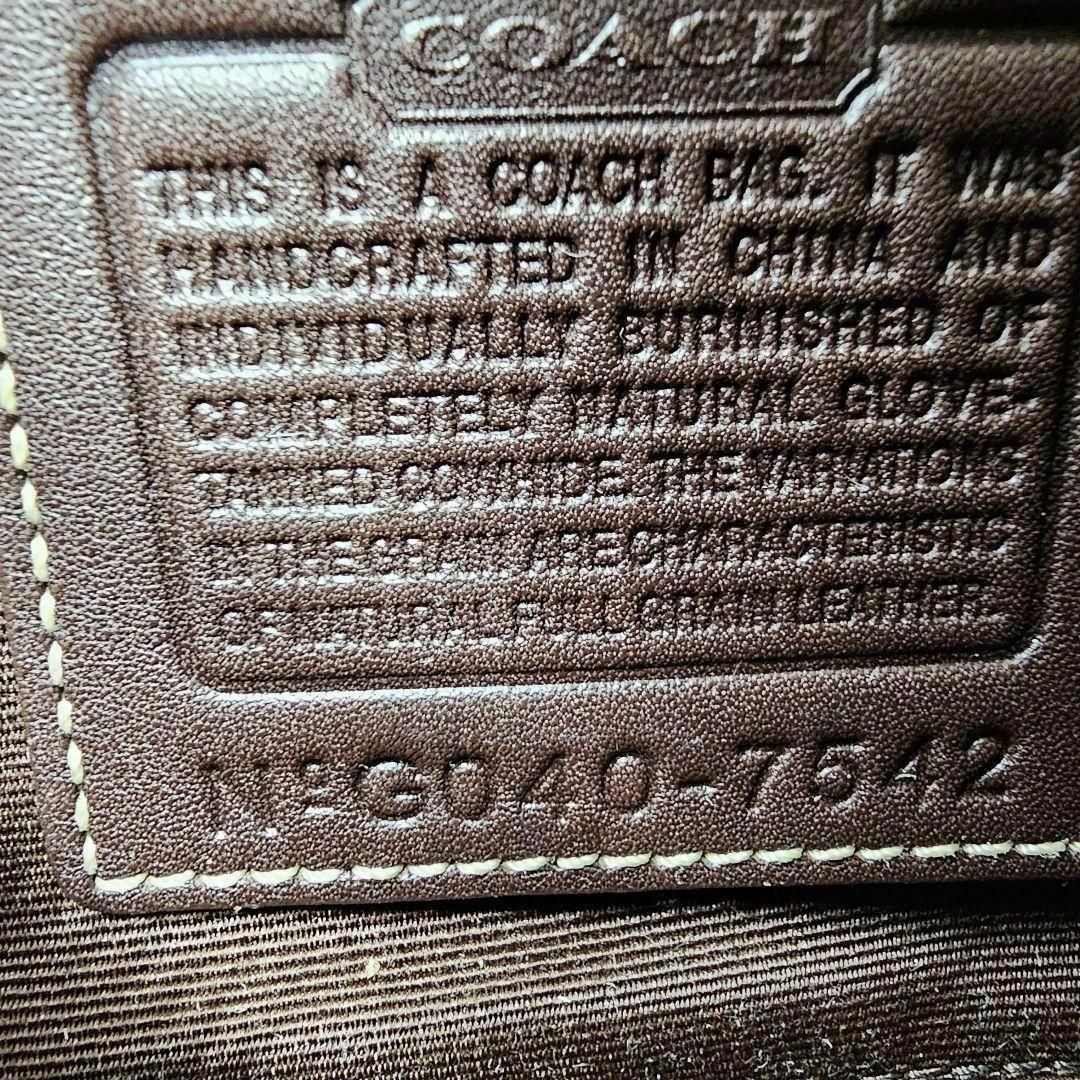 COACH
THIS IS A COACH BAG. IT WAS
HANDCRAFTED IN CHINA AND
INDIVIDUALLY BURNISHED OF
COMPLETELY NATURAL GLOVE-
TANNED COWHIDE. THE VARIATIONS
IN THE GRAIN ARE CHARACTERISTIC
OF NATURAL FULL GRAIN LEATHER.
Nº G040-7542